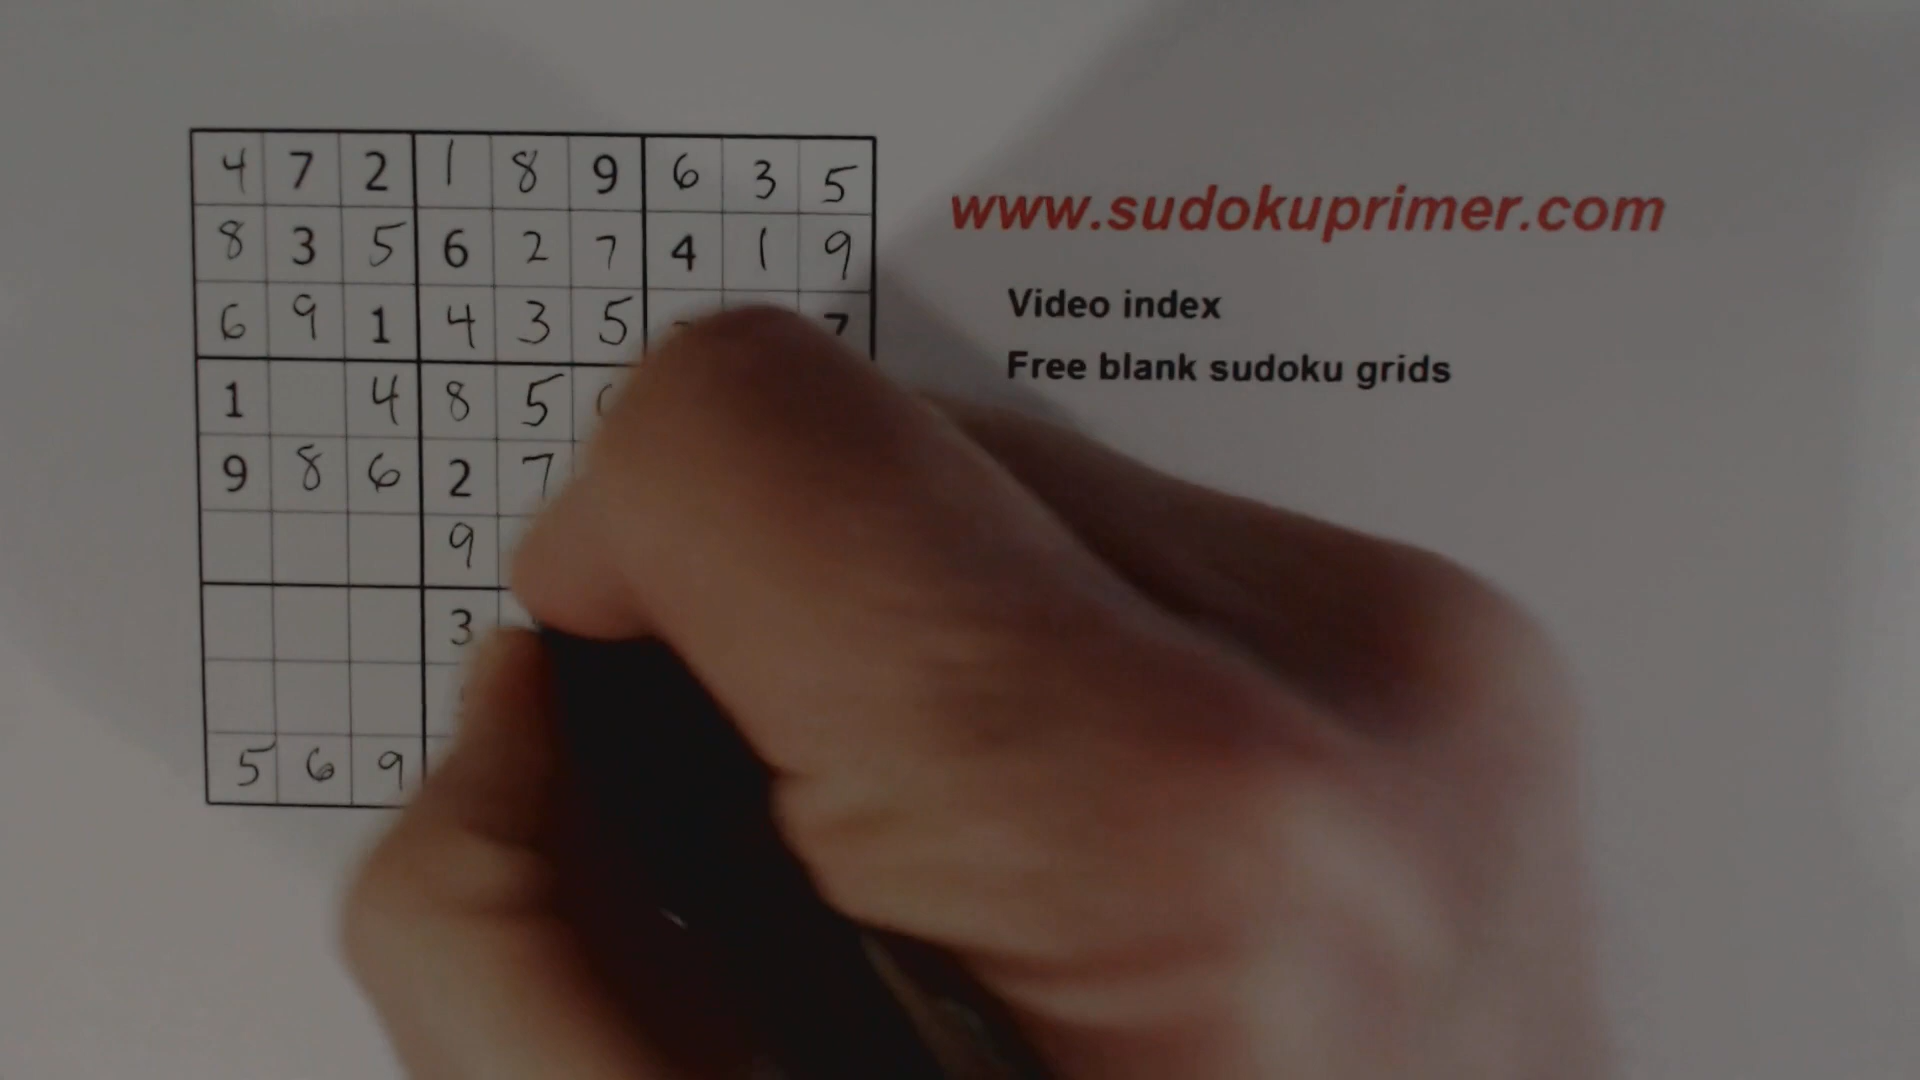 4 7 2 1 8 9 6 3 5
8 3 5 6 2 7 4 1 9
6 9 1 4 3 5 7
1 4 8 5
9 8 6 2 7
9
3
5 6 9
www.sudokuprimer.com
Video index
Free blank sudoku grids